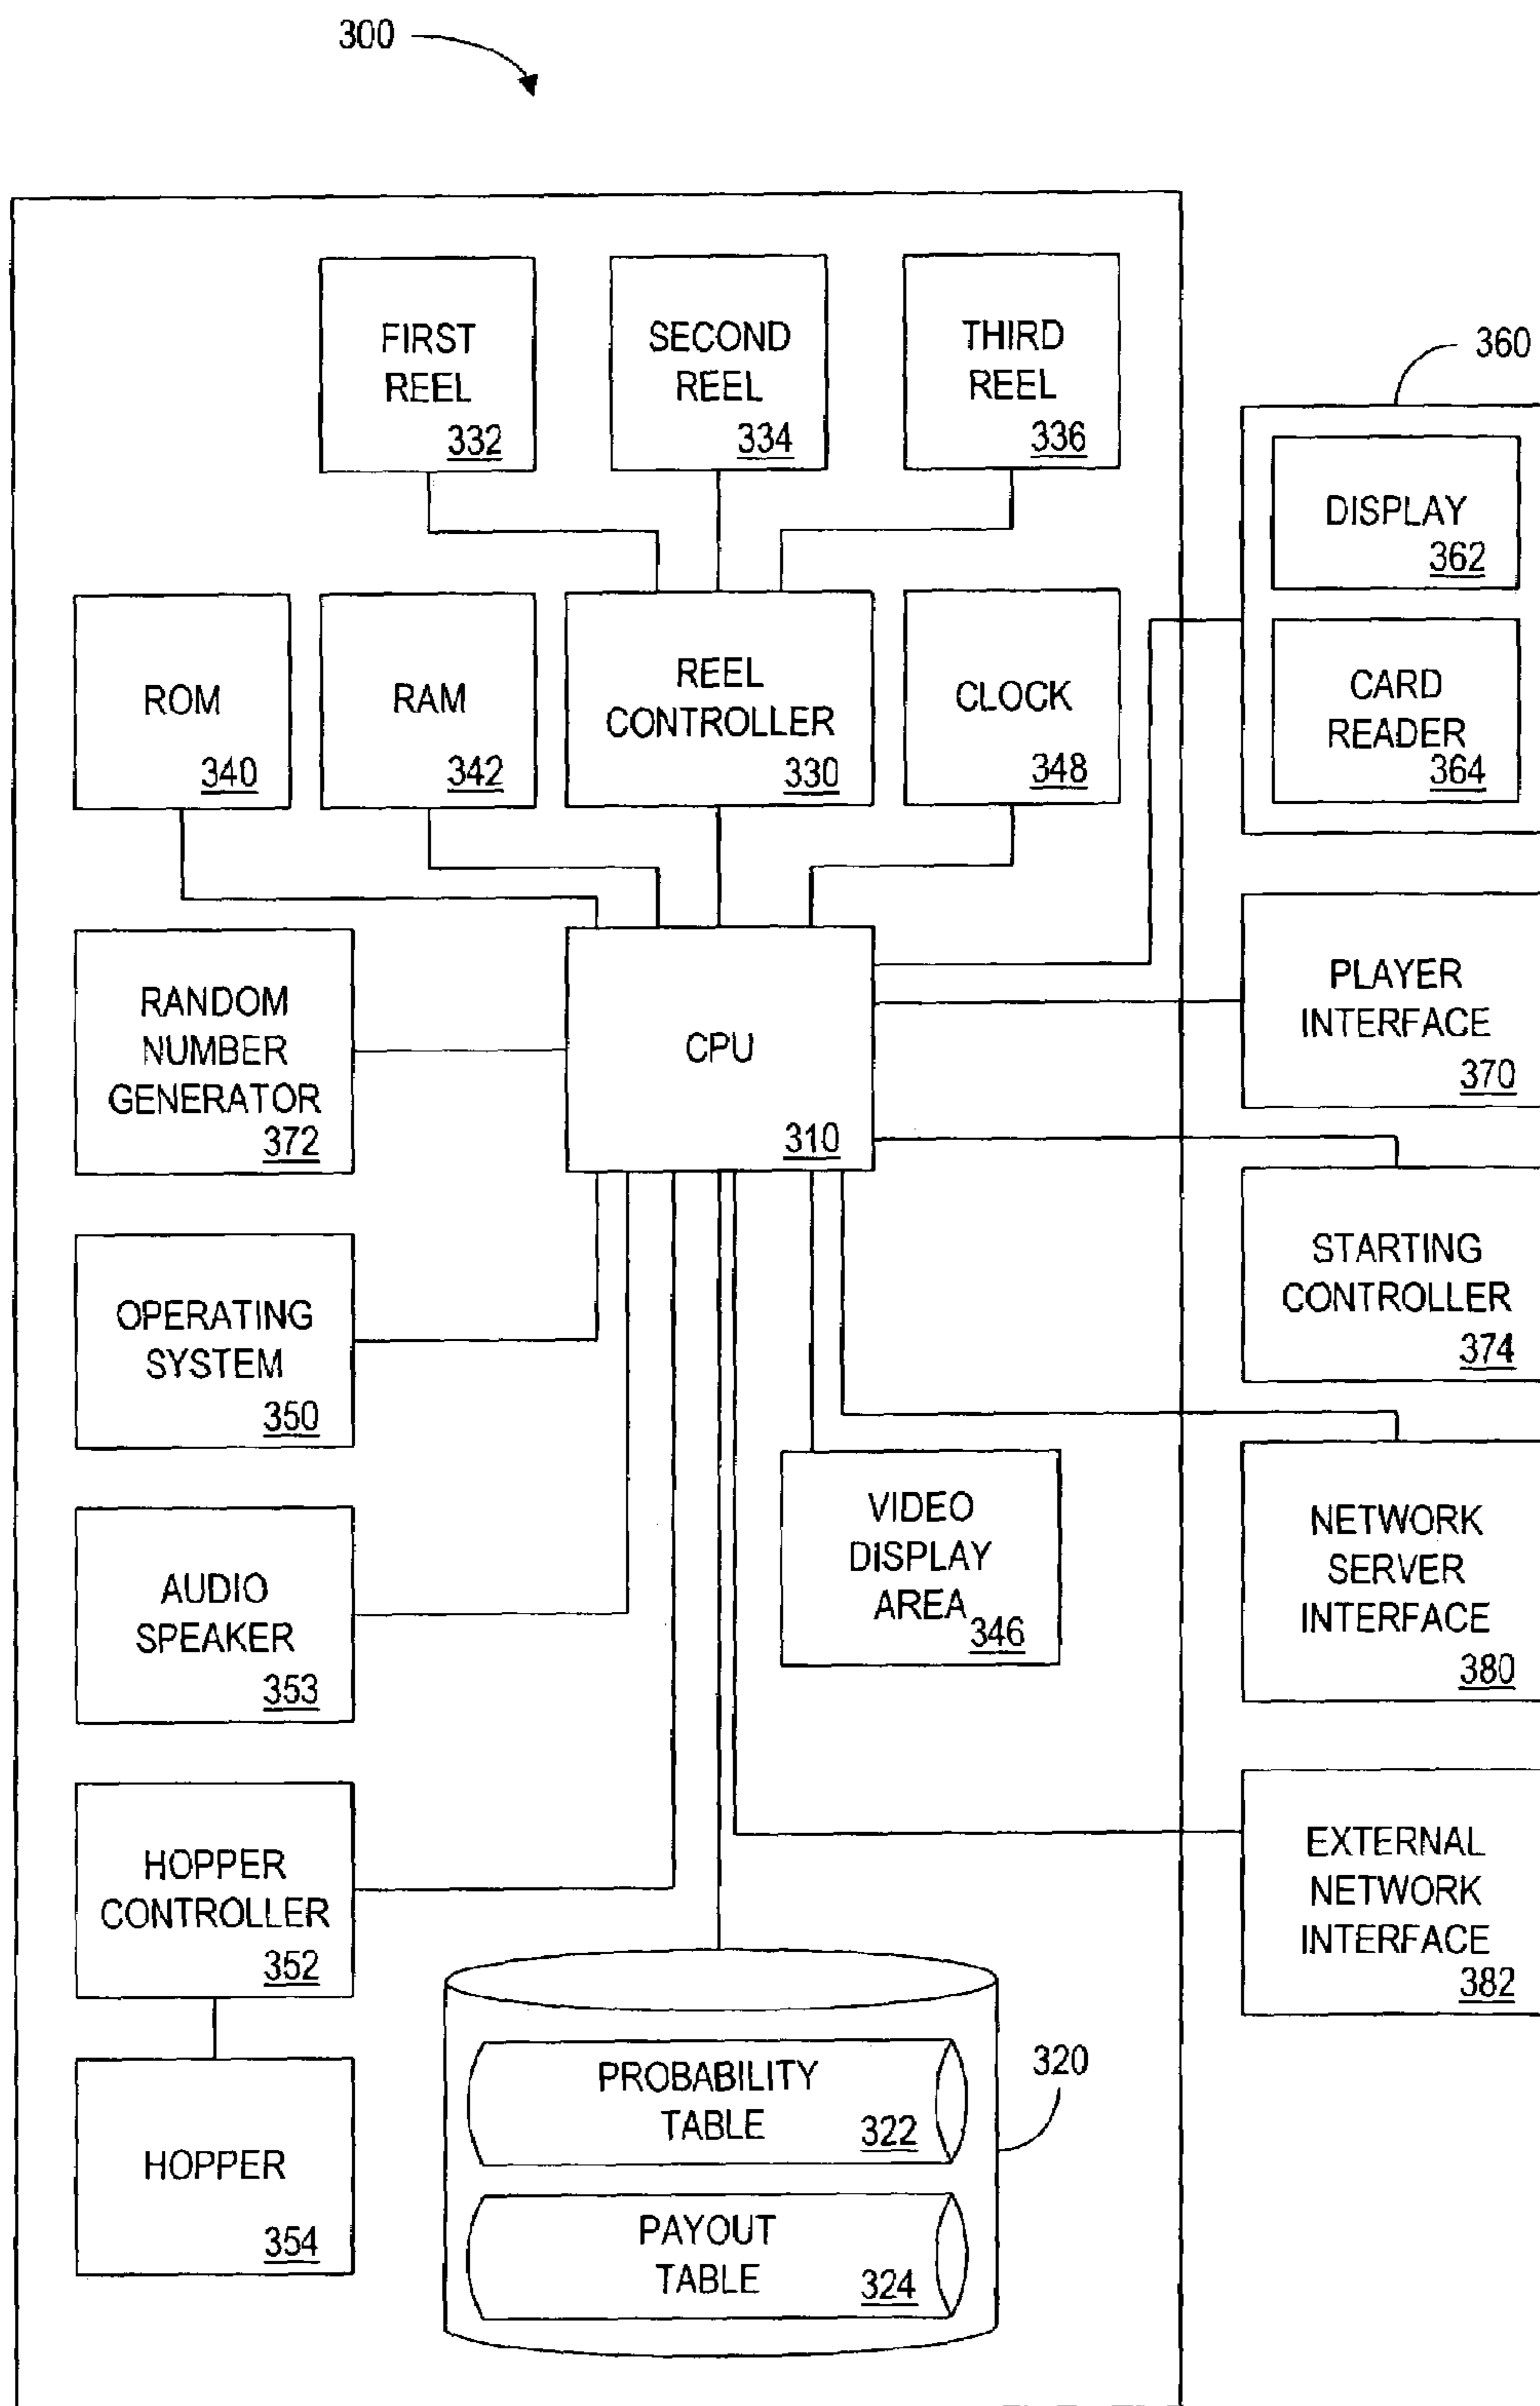 300
FIRST
REEL
332
SECOND
REEL
334
THIRD
REEL
336
360
DISPLAY
362
CARD
READER
364
ROM
340
RAM
342
REEL
CONTROLLER
330
CLOCK
348
RANDOM
NUMBER
GENERATOR
372
CPU
310
PLAYER
INTERFACE
370
STARTING
CONTROLLER
374
OPERATING
SYSTEM
350
VIDEO
DISPLAY
AREA
346
NETWORK
SERVER
INTERFACE
380
AUDIO
SPEAKER
353
HOPPER
CONTROLLER
352
EXTERNAL
NETWORK
INTERFACE
382
HOPPER
354
PROBABILITY
TABLE
322
320
PAYOUT
TABLE
324